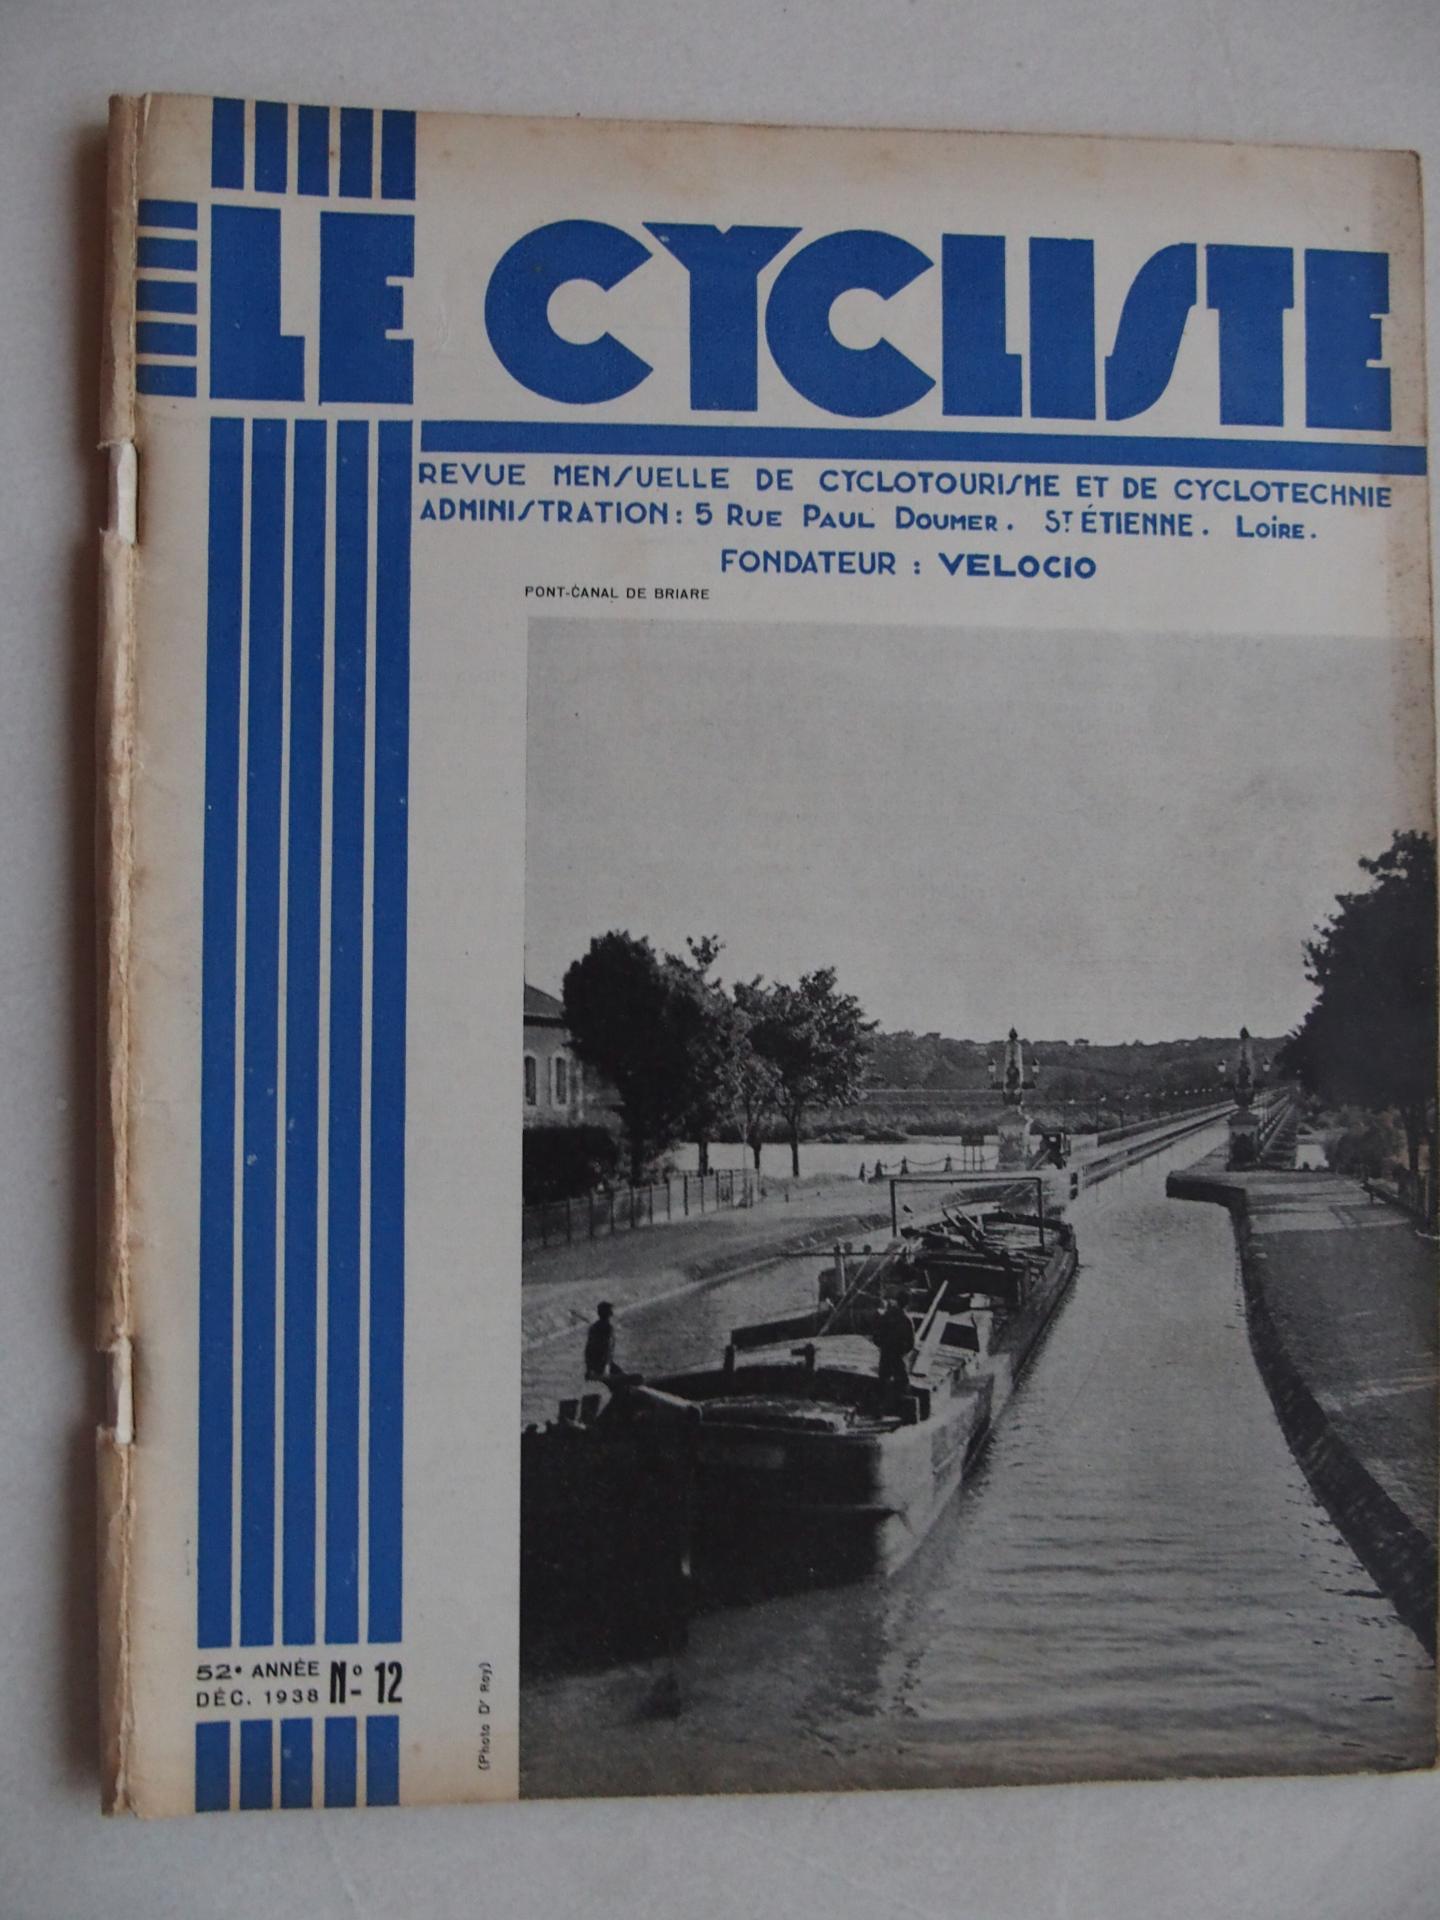 LE CYCLISTE
REVUE MENSUELLE DE CYCLOTOURISME ET DE CYCLOTECHNIE
ADMINISTRATION : 5 RUE PAUL DOUMER. ST ÉTIENNE. LOIRE.
FONDATEUR : VELOCIO
PONT-CANAL DE BRIARE
52e ANNÉE
DÉC. 1938 No 12
(Photo Dr Roy)